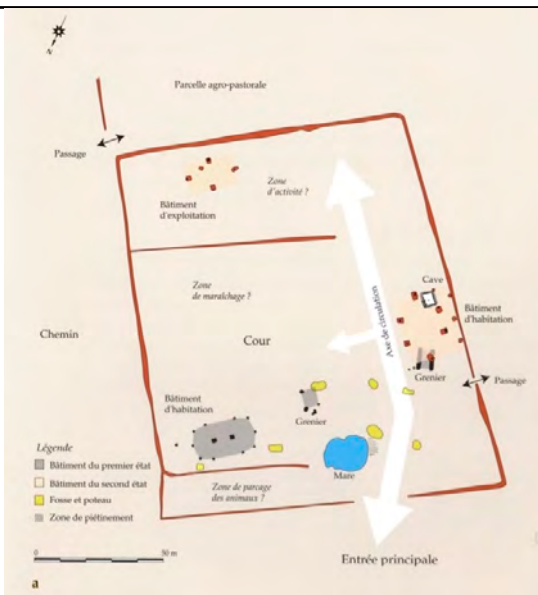 N
Parcelle agro-pastorale
Passage
Zone
d'activité ?
Bâtiment
d'exploitation
Zone
de maraîchage ?
Cave
Bâtiment
d'habitation
Axe de circulation
Chemin
Cour
Grenier
Passage
Bâtiment
d'habitation
Grenier
Légende
Bâtiment du premier état
Bâtiment du second état
Fosse et poteau
Zone de piétinement
Mare
Zone de parcage
des animaux ?
0
50 m
Entrée principale
a